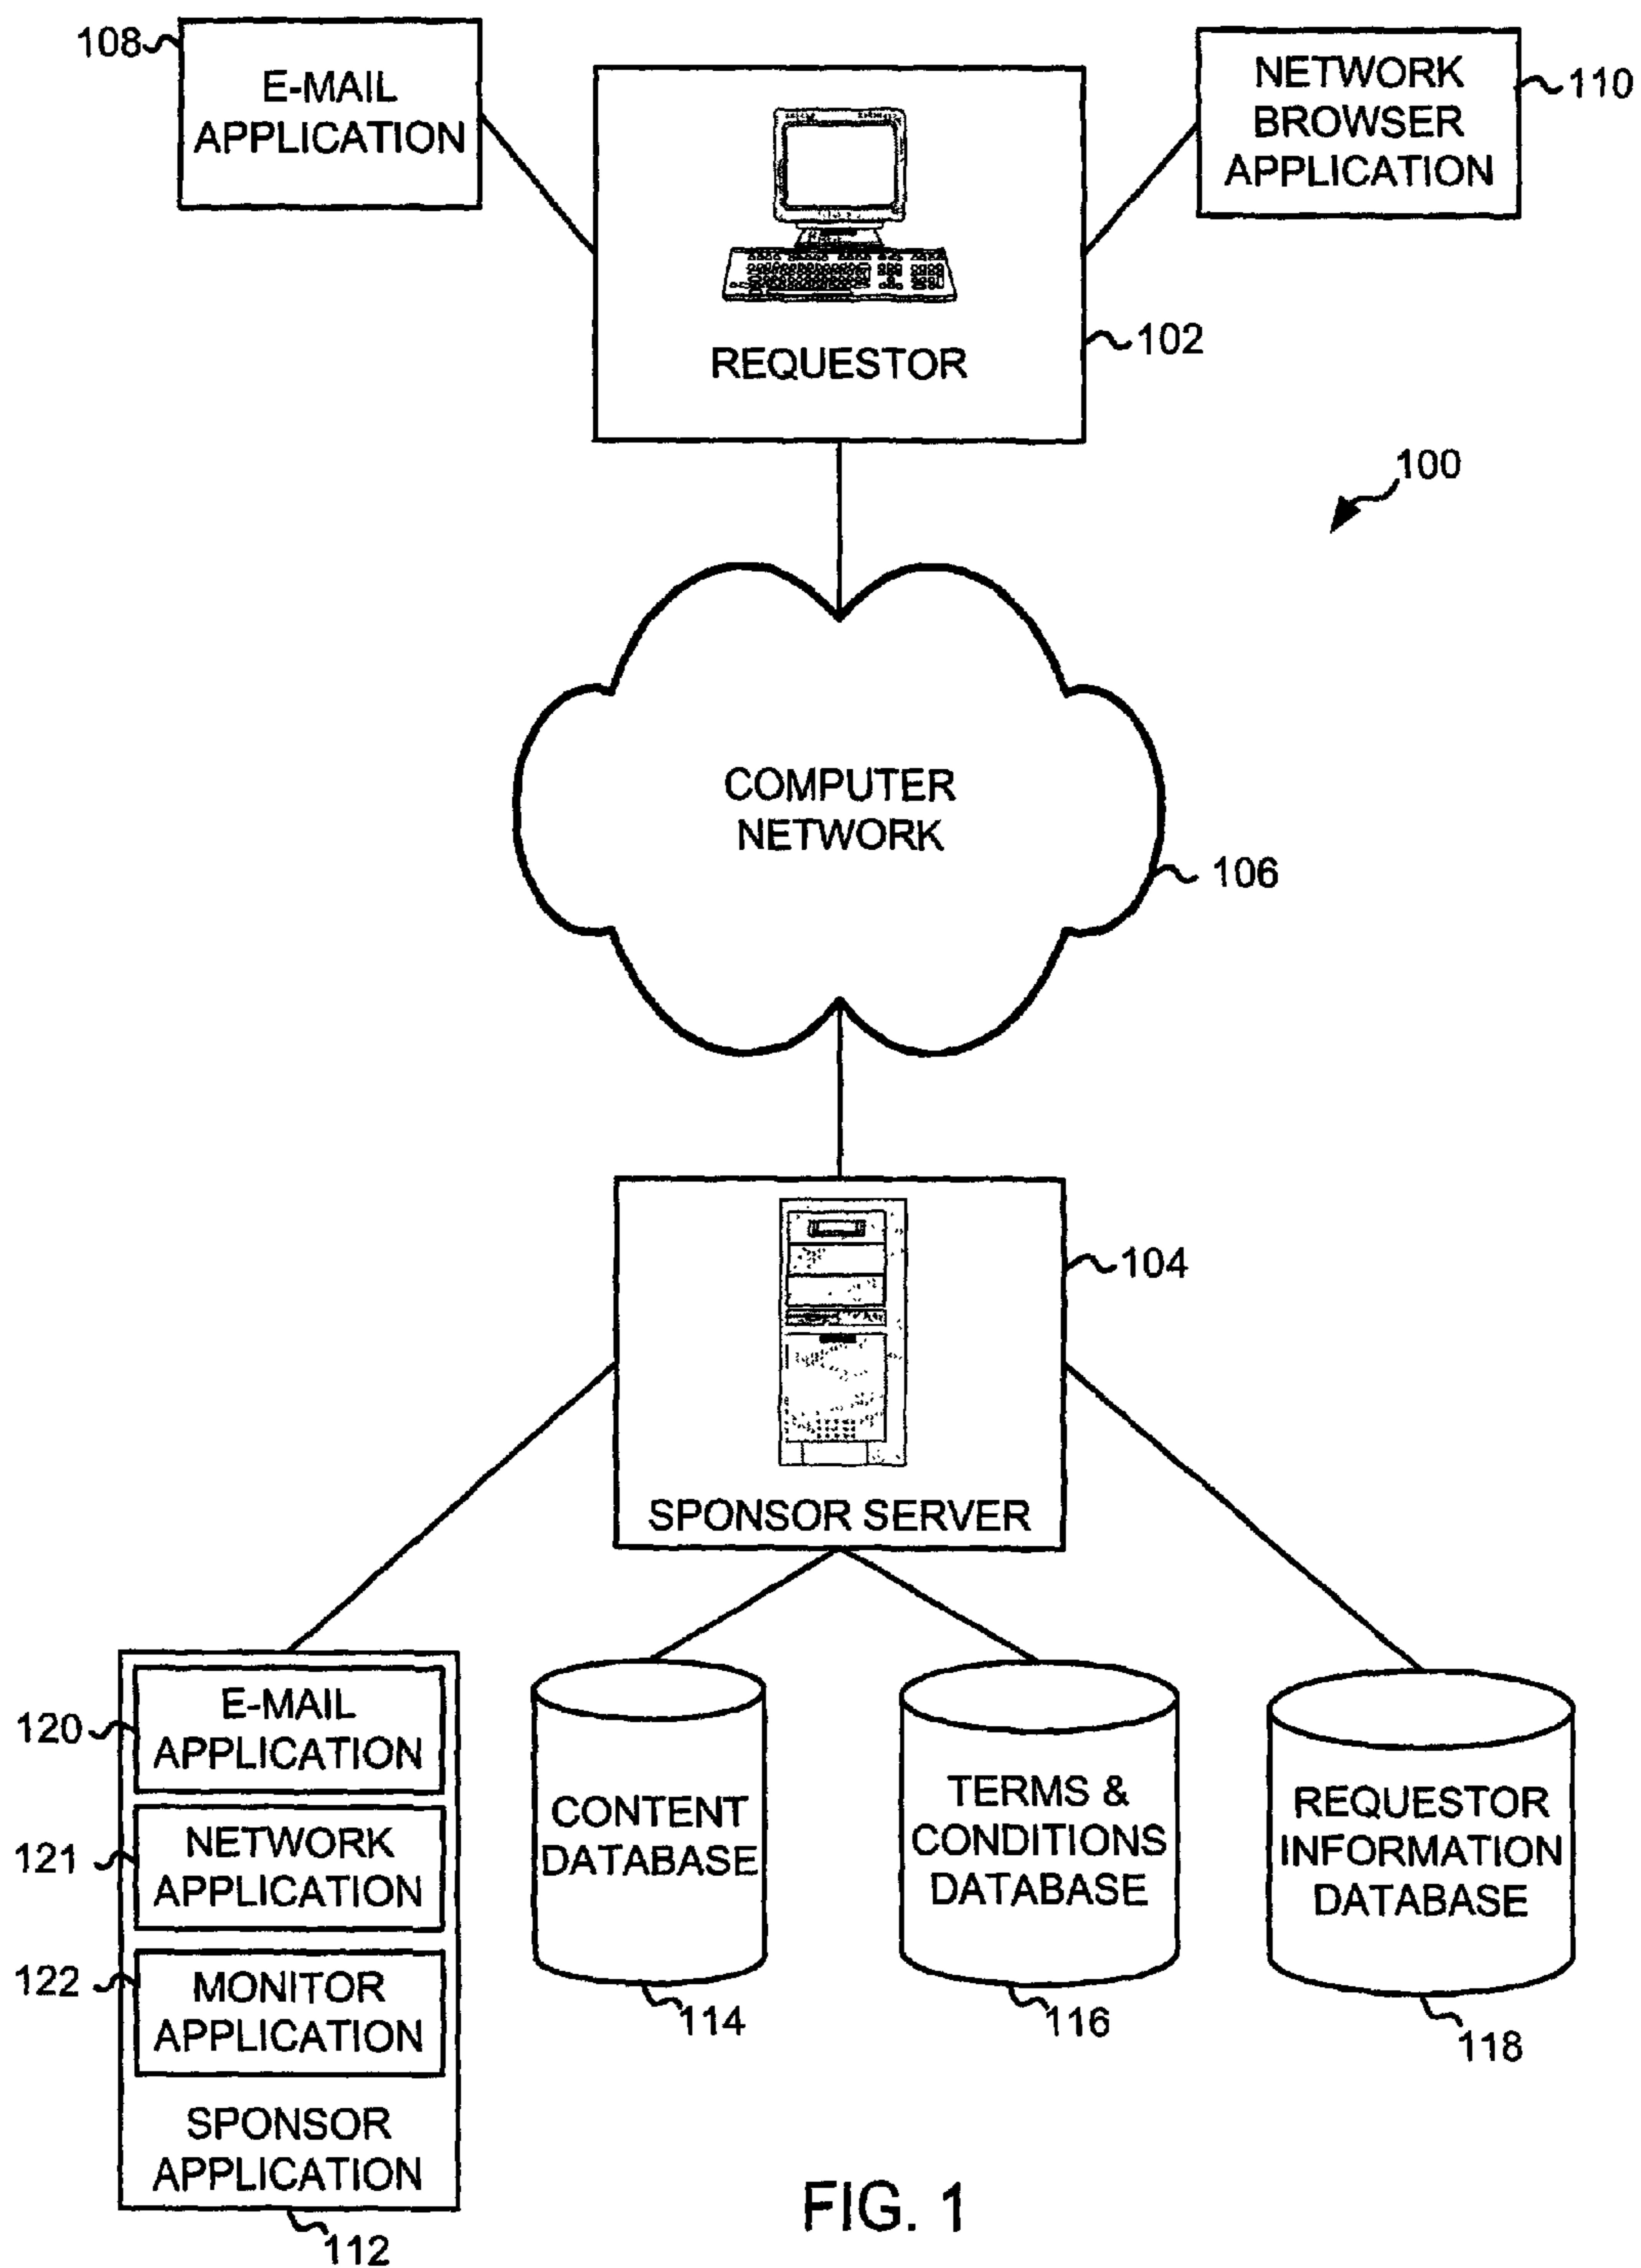 108
E-MAIL
APPLICATION
NETWORK
BROWSER
APPLICATION
110
REQUESTOR
102
100
COMPUTER
NETWORK
106
104
SPONSOR SERVER
120
E-MAIL
APPLICATION
121
NETWORK
APPLICATION
122
MONITOR
APPLICATION
SPONSOR
APPLICATION
112
CONTENT
DATABASE
114
TERMS &
CONDITIONS
DATABASE
116
REQUESTOR
INFORMATION
DATABASE
118
FIG. 1